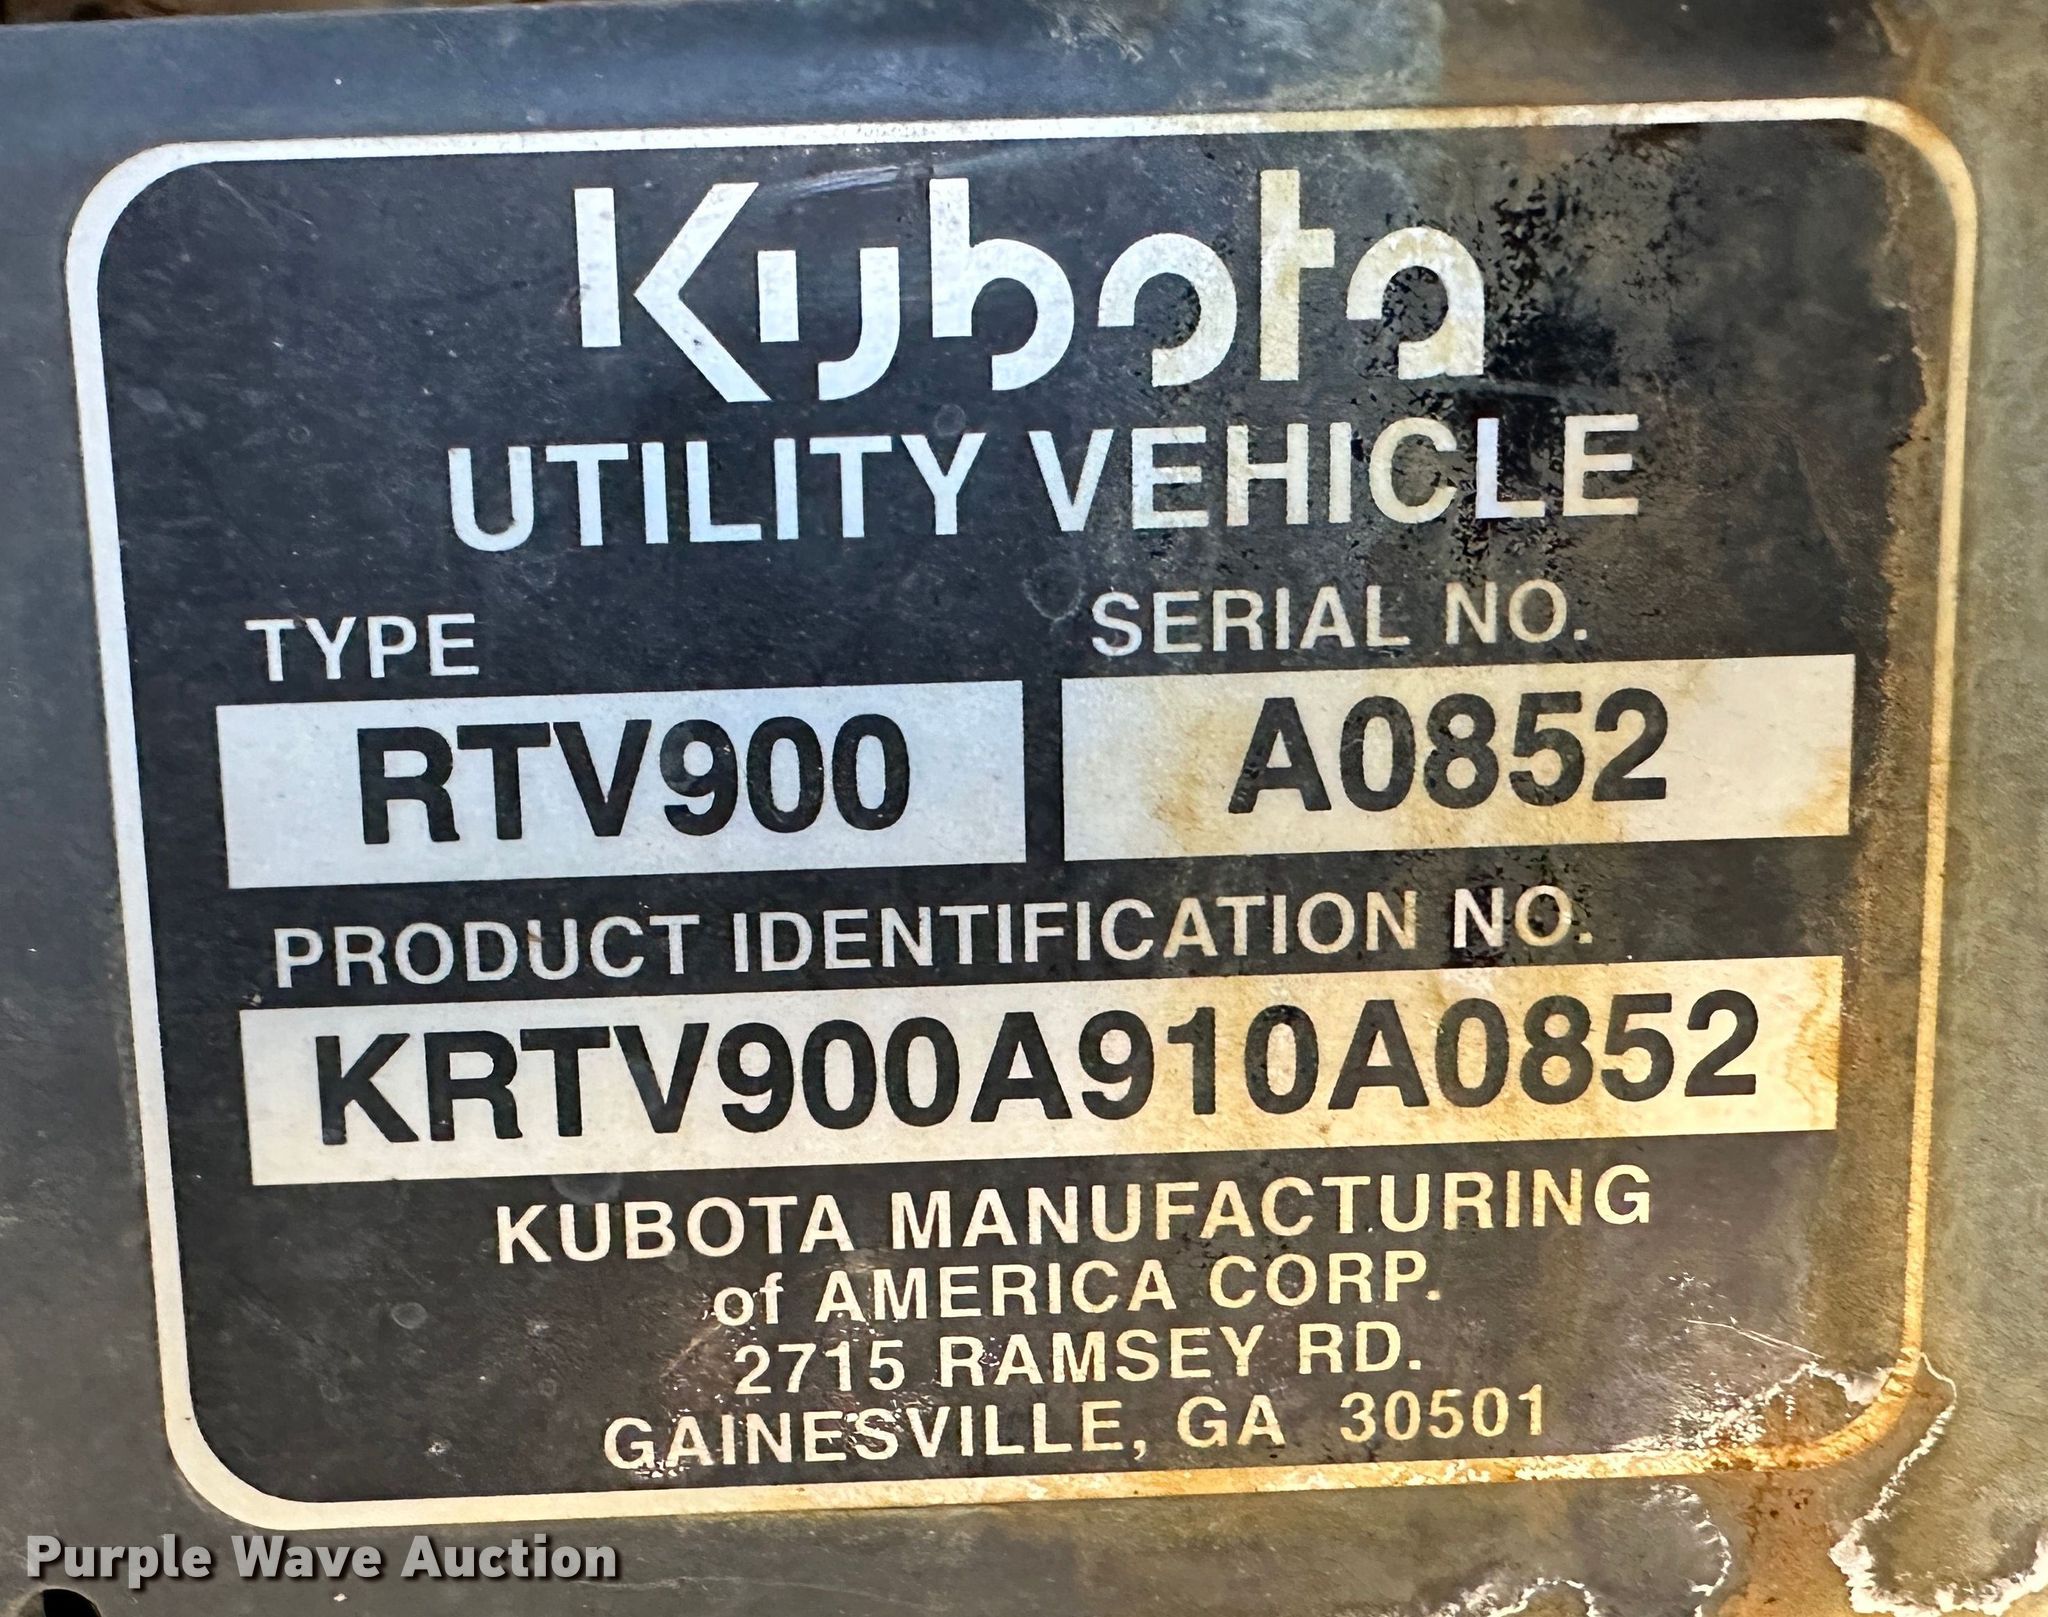 Kubota
UTILITY VEHICLE
TYPE
SERIAL NO.
RTV900
A0852
PRODUCT IDENTIFICATION NO.
KRTV900A910A0852
KUBOTA MANUFACTURING
of AMERICA CORP.
2715 RAMSEY RD.
GAINESVILLE, GA 30501
Purple Wave Auction